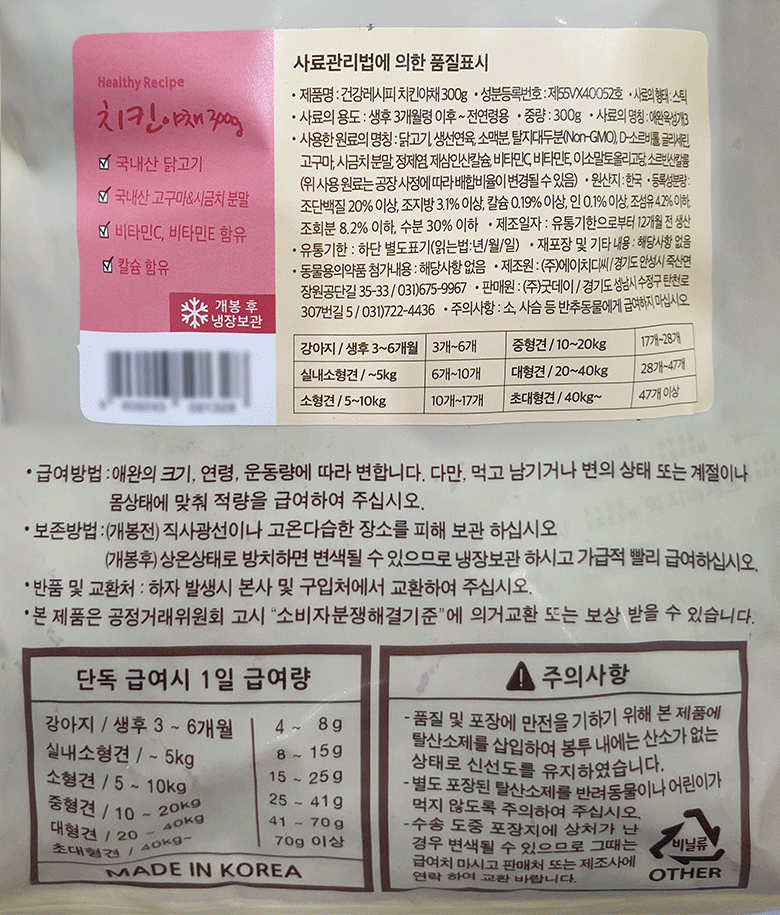 Healthy Recipe
치킨야채 300g
국내산 닭고기
국내산 고구마&시금치 분말
비타민C, 비타민E 함유
칼슘 함유
개봉 후
냉장보관
사료관리법에 의한 품질표시
• 제품명 : 건강레시피 치킨야채 300g • 성분등록번호 : 제55VX40052호 • 사료의 형태 : 스틱
• 사료의 용도 : 생후 3개월령 이후 ~ 전연령용 • 중량 : 300g • 사료의 명칭 : 애완육성개3
• 사용한 원료의 명칭 : 닭고기, 생선연육, 소맥분, 탈지대두분(Non-GMO), D-소르비톨, 글리세린,
고구마, 시금치 분말, 정제염, 제삼인산칼슘, 비타민C, 비타민E, 이소말토올리고당, 소르빈산칼륨
(위 사용 원료는 공장 사정에 따라 배합비율이 변경될 수 있음) • 원산지 : 한국 • 등록성분량 :
조단백질 20% 이상, 조지방 3.1% 이상, 칼슘 0.19% 이상, 인 0.1% 이상, 조섬유 4.2% 이하,
조회분 8.2% 이하, 수분 30% 이하 • 제조일자 : 유통기한으로부터 12개월 전 생산
• 유통기한 : 하단 별도표기(읽는법:년/월/일) • 재포장 및 기타 내용 : 해당사항 없음
• 동물용의약품 첨가내용 : 해당사항 없음 • 제조원 : (주)에이치디씨/경기도 안성시 죽산면
장원공단길 35-33 / 031)675-9967 • 판매원 : (주)굿데이 / 경기도 성남시 수정구 탄천로
307번길 5 / 031)722-4436 • 주의사항 : 소, 사슴 등 반추동물에게 급여하지 마십시오.
강아지 / 생후 3~6개월 3개~6개 중형견 / 10~20kg 17개~28개
실내소형견 / ~5kg 6개~10개 대형견 / 20~40kg 28개~47개
소형견 / 5~10kg 10개~17개 초대형견 / 40kg~ 47개 이상
• 급여방법 : 애완의 크기, 연령, 운동량에 따라 변합니다. 다만, 먹고 남기거나 변의 상태 또는 계절이나
몸상태에 맞춰 적량을 급여하여 주십시오.
• 보존방법 : (개봉전) 직사광선이나 고온다습한 장소를 피해 보관 하십시오
(개봉후) 상온상태로 방치하면 변색될 수 있으므로 냉장보관 하시고 가급적 빨리 급여하십시오.
• 반품 및 교환처 : 하자 발생시 본사 및 구입처에서 교환하여 주십시오.
• 본 제품은 공정거래위원회 고시 “소비자분쟁해결기준”에 의거교환 또는 보상 받을 수 있습니다.
단독 급여시 1일 급여량
강아지 / 생후 3 ~ 6개월 4 ~ 8g
실내소형견 / ~ 5kg 8 ~ 15g
소형견 / 5 ~ 10kg 15 ~ 25g
중형견 / 10 ~ 20kg 25 ~ 41g
대형견 / 20 ~ 40kg 41 ~ 70g
초대형견 / 40kg~ 70g 이상
MADE IN KOREA
주의사항
- 품질 및 포장에 만전을 기하기 위해 본 제품에
탈산소제를 삽입하여 봉투 내에는 산소가 없는
상태로 신선도를 유지하였습니다.
- 별도 포장된 탈산소제를 반려동물이나 어린이가
먹지 않도록 주의하여 주십시오.
- 수송 도중 포장지에 상처가 난
경우 변색될 수 있으므로 그때는
급여치 마시고 판매처 또는 제조사에
연락 하여 교환 바랍니다.
비닐류
OTHER